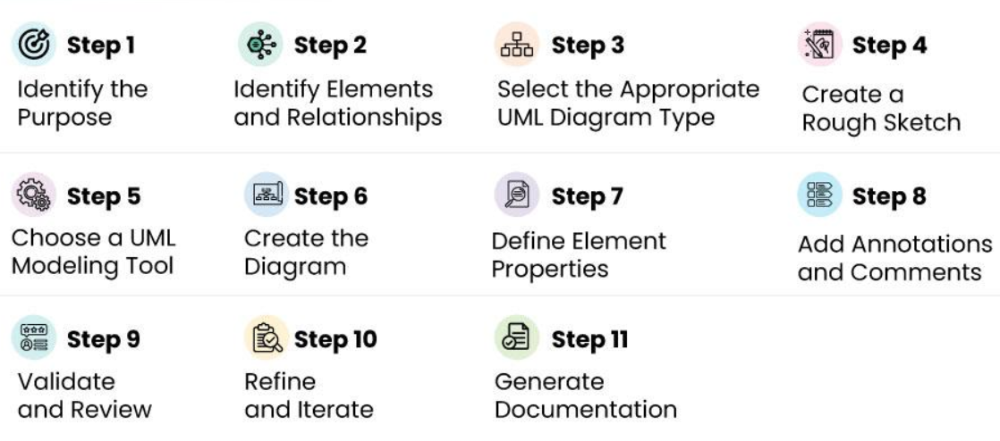 Step 1
Identify the
Purpose
Step 2
Identify Elements
and Relationships
Step 3
Select the Appropriate
UML Diagram Type
Step 4
Create a
Rough Sketch
Step 5
Choose a UML
Modeling Tool
Step 6
Create the
Diagram
Step 7
Define Element
Properties
Step 8
Add Annotations
and Comments
Step 9
Validate
and Review
Step 10
Refine
and Iterate
Step 11
Generate
Documentation